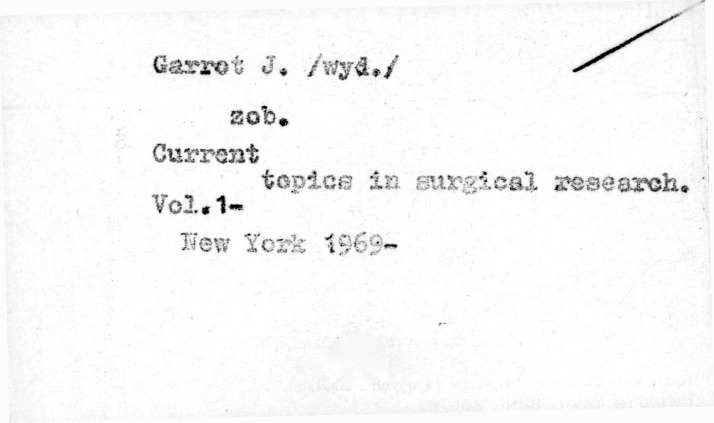 Garrot J. /wyd./
zob.
Current
topics in surgical research.
Vol.1-
New York 1969-